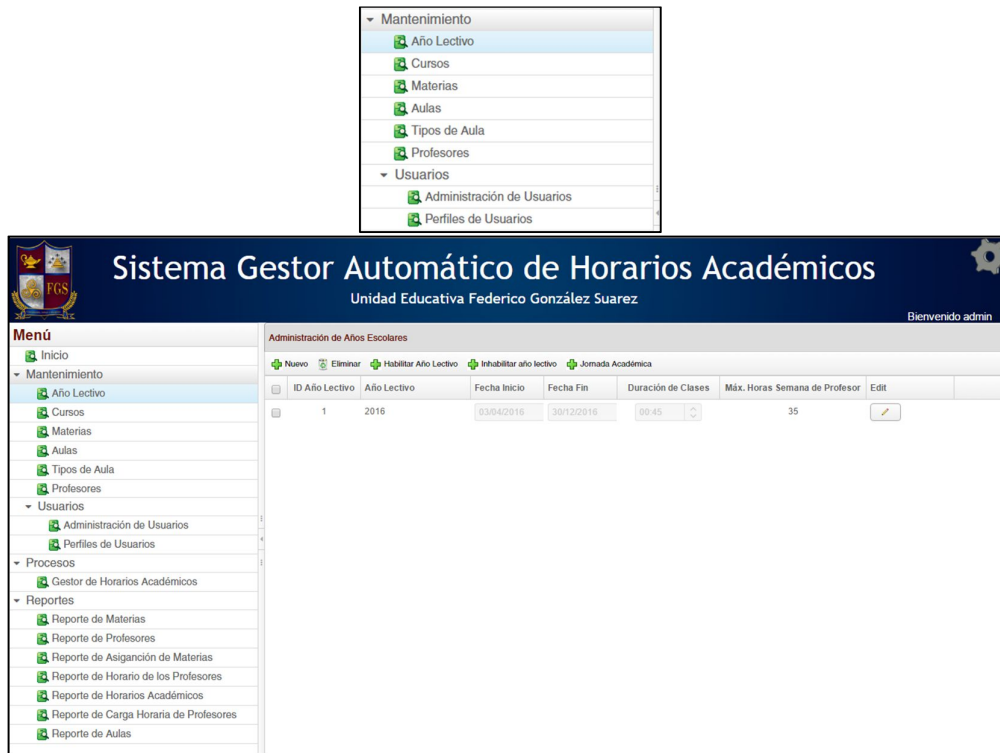 Mantenimiento
Año Lectivo
Cursos
Materias
Aulas
Tipos de Aula
Profesores
Usuarios
Administración de Usuarios
Perfiles de Usuarios
FGS
Sistema Gestor Automático de Horarios Académicos
Unidad Educativa Federico González Suarez
Bienvenido admin
Menú
Inicio
Mantenimiento
Año Lectivo
Cursos
Materias
Aulas
Tipos de Aula
Profesores
Usuarios
Administración de Usuarios
Perfiles de Usuarios
Procesos
Gestor de Horarios Académicos
Reportes
Reporte de Materias
Reporte de Profesores
Reporte de Asiganción de Materias
Reporte de Horario de los Profesores
Reporte de Horarios Académicos
Reporte de Carga Horaria de Profesores
Reporte de Aulas
Administración de Años Escolares
Nuevo Eliminar Habilitar Año Lectivo Inhabilitar año lectivo Jornada Académica
ID Año Lectivo Año Lectivo Fecha Inicio Fecha Fin Duración de Clases Máx. Horas Semana de Profesor Edit
1 2016 03/04/2016 30/12/2016 00:45 35